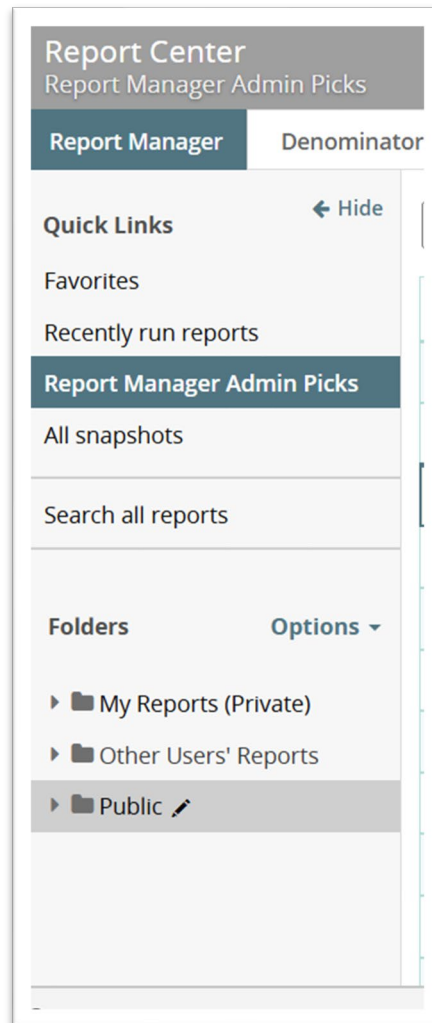 Report Center
Report Manager Admin Picks
Report Manager Denominator
Quick Links Hide
Favorites
Recently run reports
Report Manager Admin Picks
All snapshots
Search all reports
Folders Options
My Reports (Private)
Other Users' Reports
Public